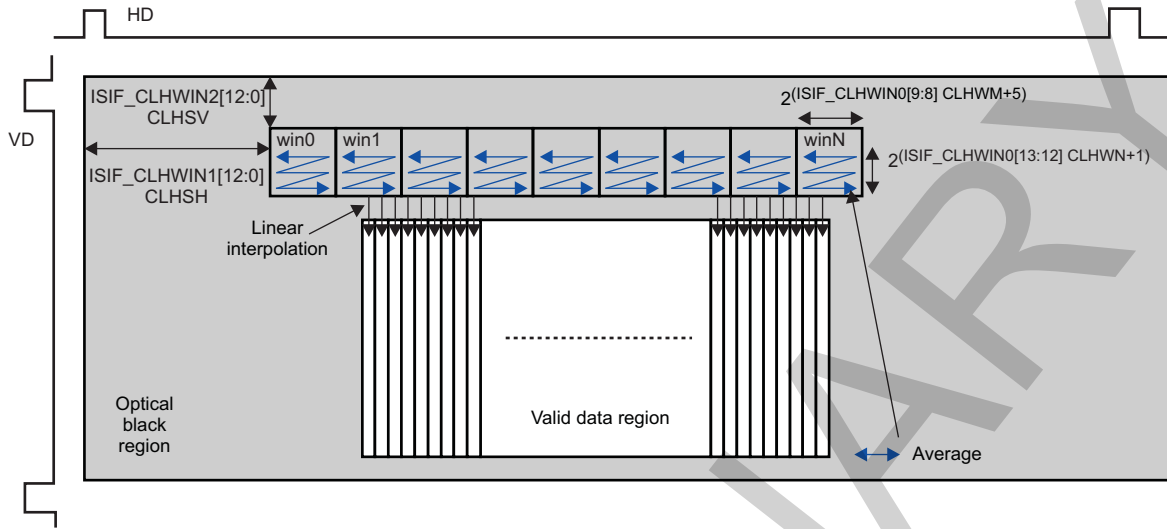 HD
VD
ISIF_CLHWIN2[12:0]
CLHSV
ISIF_CLHWIN1[12:0]
CLHSH
2(ISIF_CLHWIN0[9:8] CLHWM+5)
win0
win1
winN
2(ISIF_CLHWIN0[13:12] CLHWN+1)
Linear
interpolation
Optical
black
region
Valid data region
Average
ARY